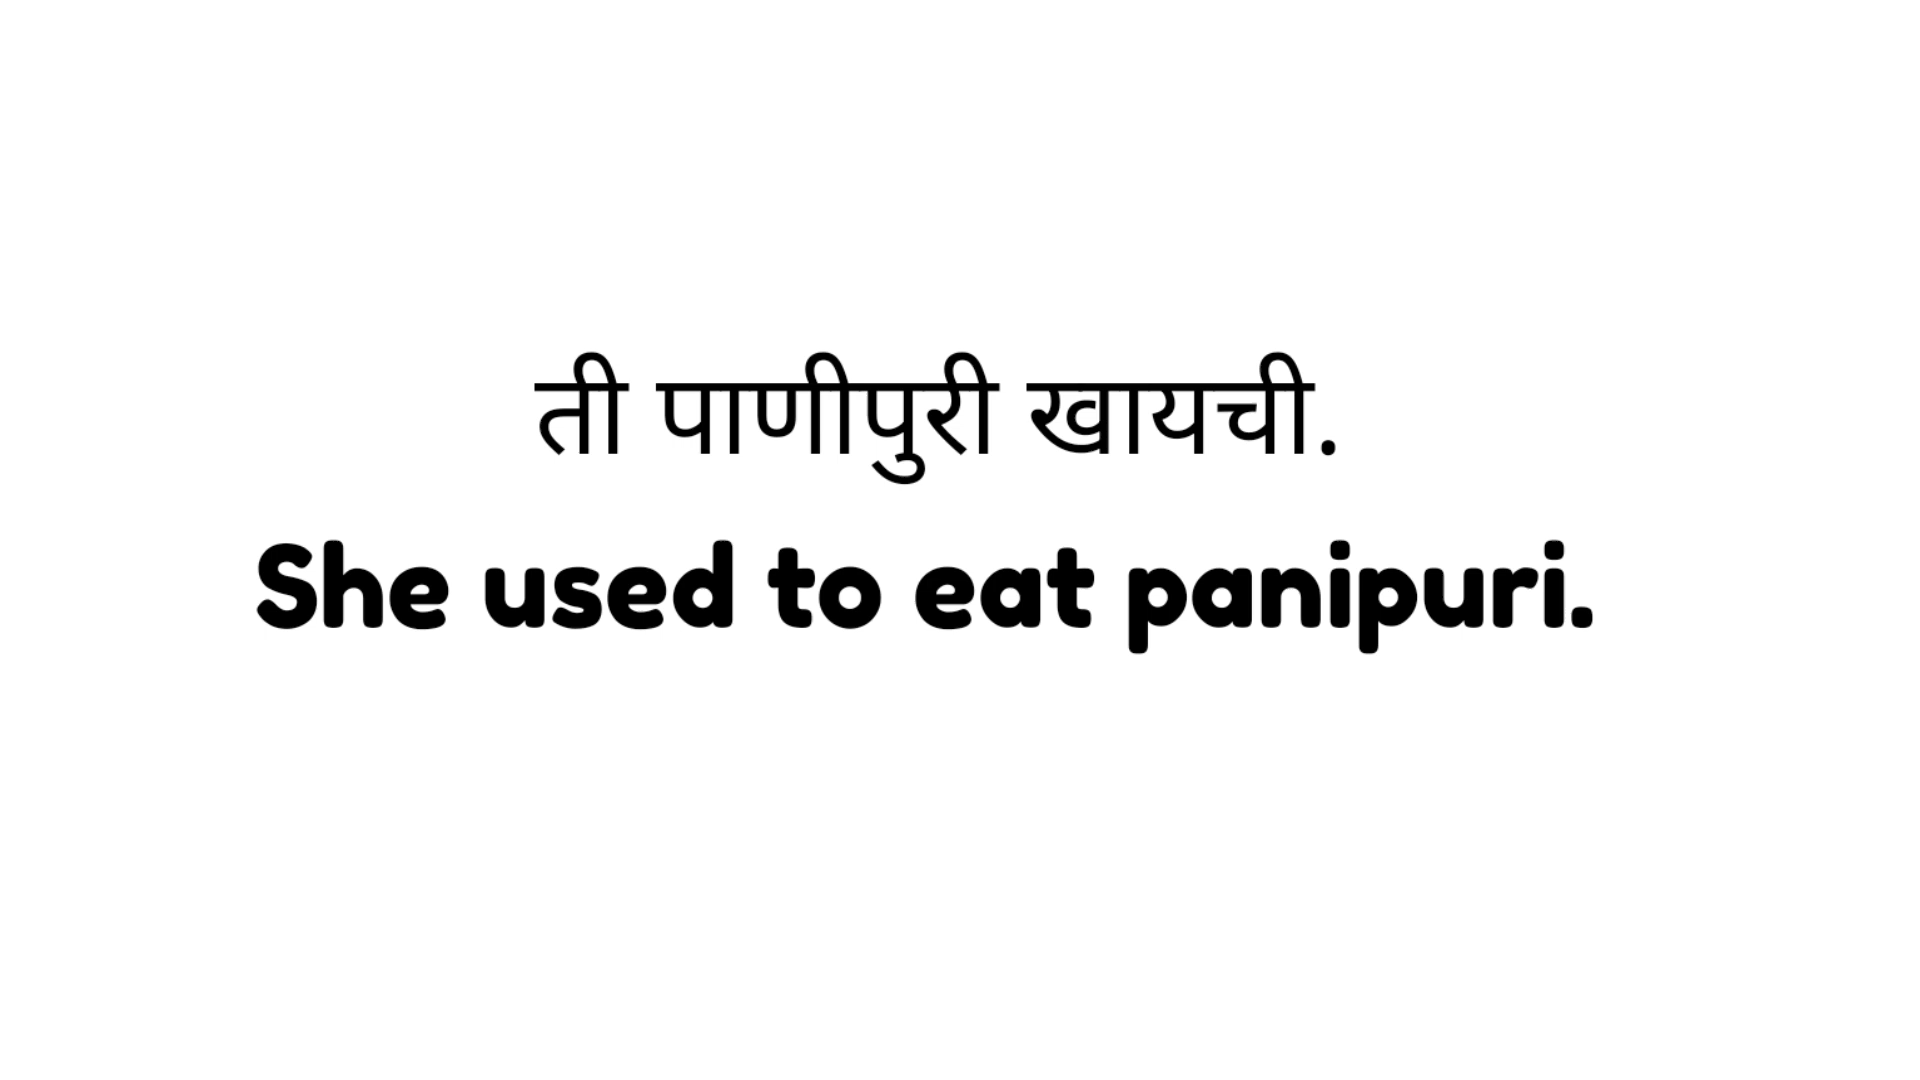 ती पाणीपुरी खायची.
She used to eat panipuri.